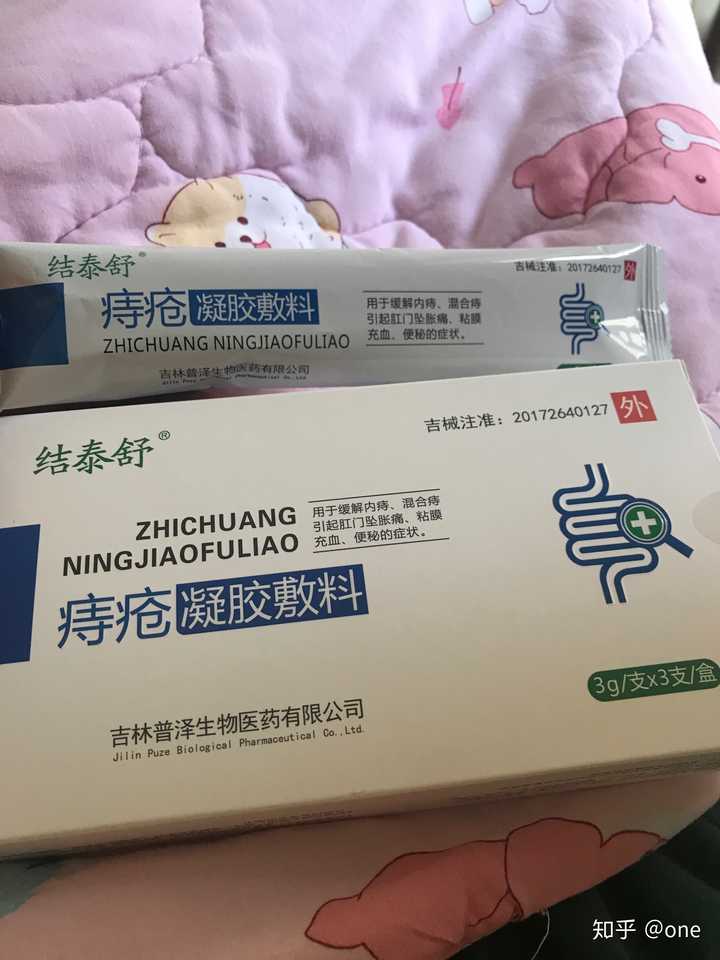 结泰舒®
吉械注准：20172640127 外
痔疮 凝胶敷料
ZHICHUANG NINGJIAOFULIAO
用于缓解内痔、混合痔
引起肛门坠胀痛、粘膜
充血、便秘的症状。
吉林普泽生物医药有限公司
结泰舒®
吉械注准：20172640127 外
ZHICHUANG
NINGJIAOFULIAO
用于缓解内痔、混合痔
引起肛门坠胀痛、粘膜
充血、便秘的症状。
痔疮 凝胶敷料
3g/支x3支/盒
吉林普泽生物医药有限公司
Jilin Puze Biological Pharmaceutical Co.,Ltd.
知乎 @one